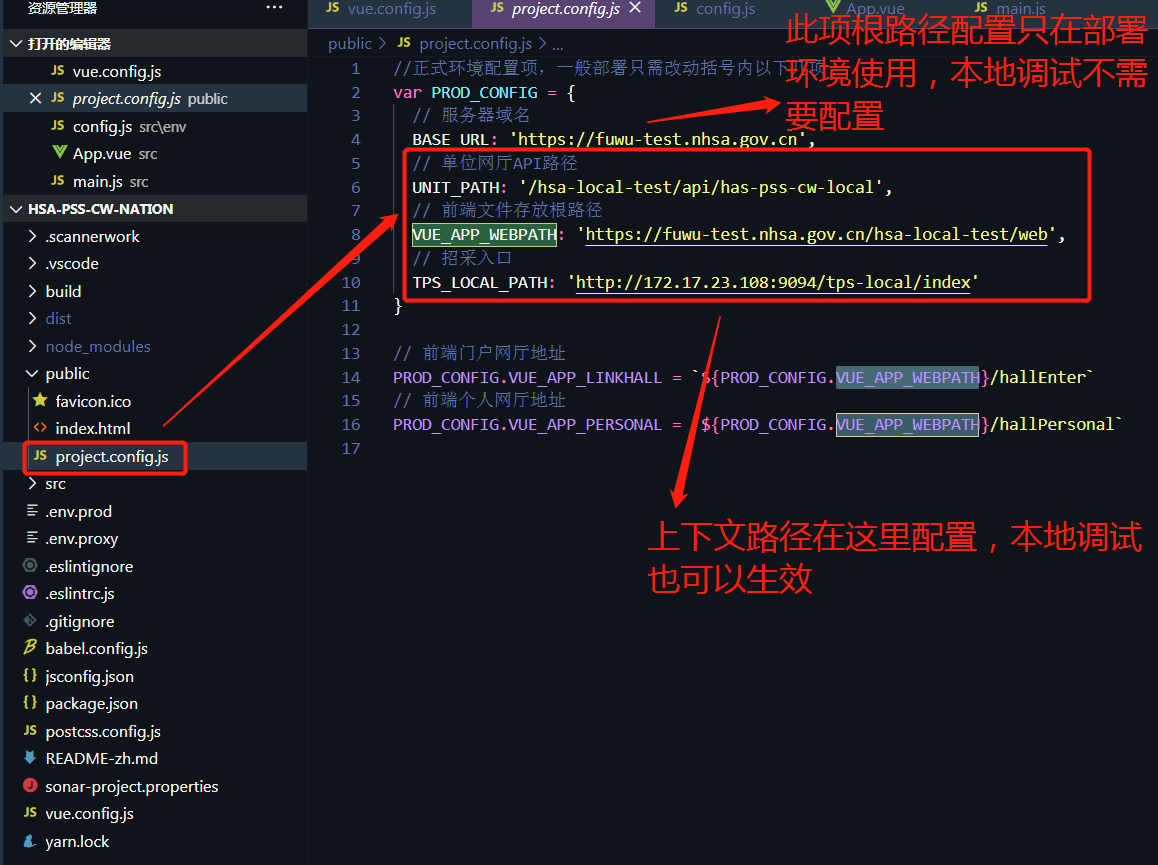 资源管理器 ···
打开的编辑器
JS vue.config.js
JS project.config.js public
JS config.js src\env
App.vue src
JS main.js src
HSA-PSS-CW-NATION
.scannerwork
.vscode
build
dist
node_modules
public
favicon.ico
<> index.html
JS project.config.js
src
.env.prod
.env.proxy
.eslintignore
.eslintrc.js
.gitignore
babel.config.js
{} jsconfig.json
{} package.json
JS postcss.config.js
README-zh.md
sonar-project.properties
JS vue.config.js
yarn.lock
JS vue.config.js
JS project.config.js
JS config.js
App.vue
JS main.js
public > JS project.config.js > ...
1 //正式环境配置项，一般部署只需改动括号内以下
2 var PROD_CONFIG = {
3 // 服务器域名
4 BASE_URL: 'https://fuwu-test.nhsa.gov.cn',
5 // 单位网厅API路径
6 UNIT_PATH: '/hsa-local-test/api/has-pss-cw-local',
7 // 前端文件存放根路径
8 VUE_APP_WEBPATH: 'https://fuwu-test.nhsa.gov.cn/hsa-local-test/web',
9 // 招采入口
10 TPS_LOCAL_PATH: 'http://172.17.23.108:9094/tps-local/index'
11 }
12
13 // 前端门户网厅地址
14 PROD_CONFIG.VUE_APP_LINKHALL = `${PROD_CONFIG.VUE_APP_WEBPATH}/hallEnter`
15 // 前端个人网厅地址
16 PROD_CONFIG.VUE_APP_PERSONAL = `${PROD_CONFIG.VUE_APP_WEBPATH}/hallPersonal`
17
此项根路径配置只在部署
环境使用，本地调试不需
要配置
上下文路径在这里配置，本地调试
也可以生效